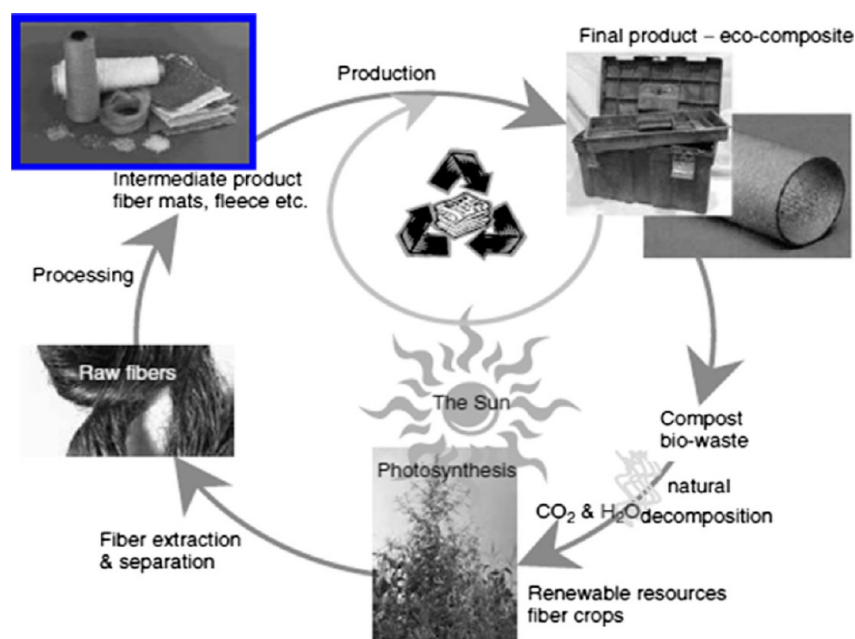 Final product – eco-composite
Production
Intermediate product
fiber mats, fleece etc.
Processing
Raw fibers
The Sun
Compost
bio-waste
Photosynthesis
natural
CO₂ & H₂O decomposition
Fiber extraction
& separation
Renewable resources
fiber crops